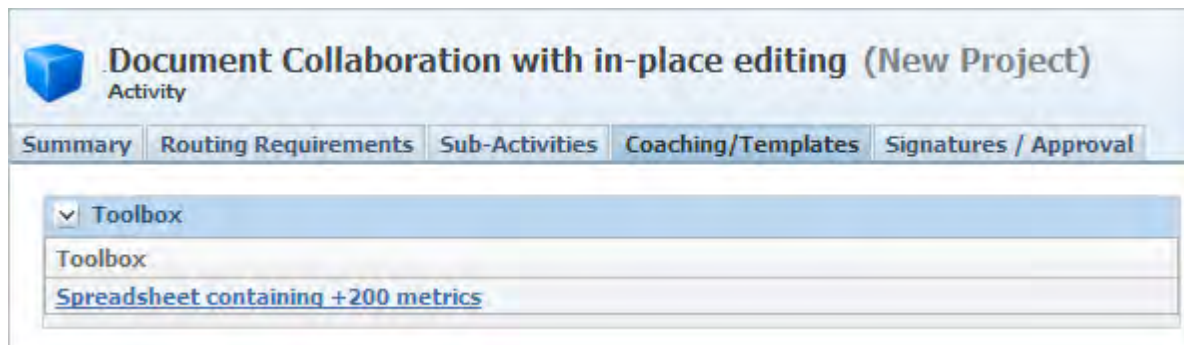 Document Collaboration with in-place editing (New Project)
Activity
Summary Routing Requirements Sub-Activities Coaching/Templates Signatures / Approval
Toolbox
Toolbox
Spreadsheet containing +200 metrics